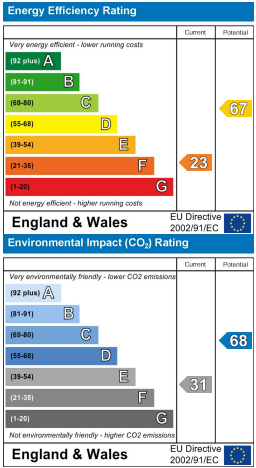 Energy Efficiency Rating
Current Potential
Very energy efficient - lower running costs
(92 plus) A
(81-91) B
(69-80) C
67
(55-68) D
(39-54) E
(21-38) F
23
(1-20) G
Not energy efficient - higher running costs
England & Wales
EU Directive
2002/91/EC
Environmental Impact (CO2) Rating
Current Potential
Very environmentally friendly - lower CO2 emissions
(92 plus) A
(81-91) B
(69-80) C
68
(55-68) D
(39-54) E
31
(21-38) F
(1-20) G
Not environmentally friendly - higher CO2 emissions
England & Wales
EU Directive
2002/91/EC